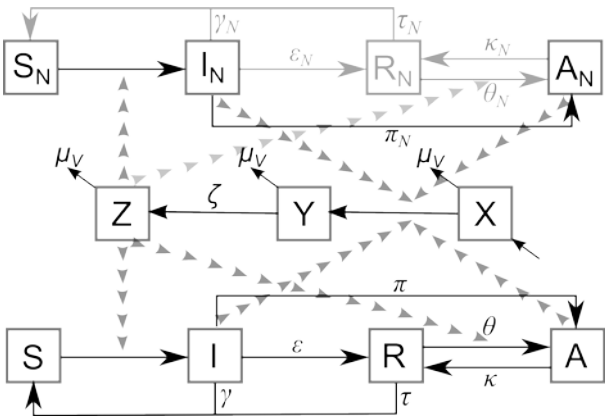 γ_N τ_N
S_N I_N ε_N R_N κ_N A_N
θ_N
π_N
μ_V μ_V μ_V
Z ζ Y X
π
S I ε R θ A
κ
γ τ